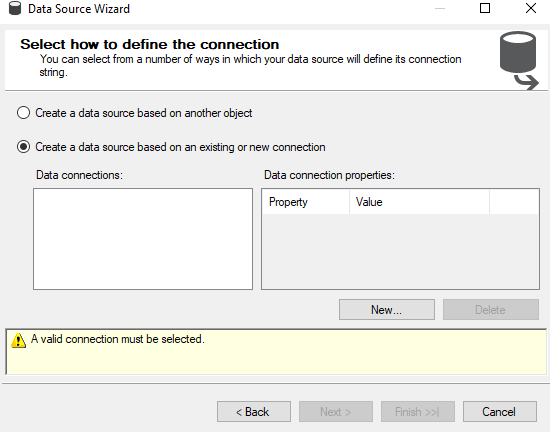 Data Source Wizard
Select how to define the connection
You can select from a number of ways in which your data source will define its connection
string.
Create a data source based on another object
Create a data source based on an existing or new connection
Data connections:
Data connection properties:
Property Value
New... Delete
A valid connection must be selected.
< Back Next > Finish >>| Cancel